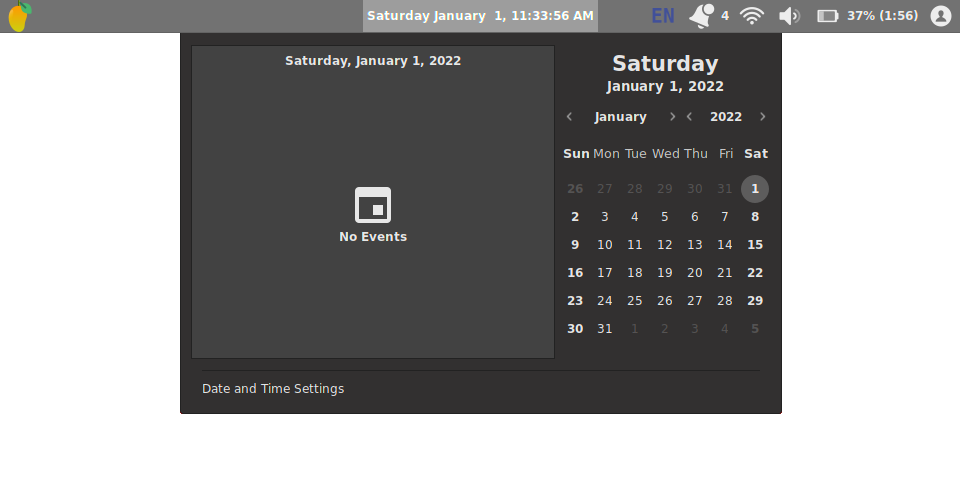 Saturday January  1, 11:33:56 AM
EN
4
37% (1:56)
Saturday, January 1, 2022
No Events
Saturday
January 1, 2022
January
2022
Sun Mon Tue Wed Thu Fri Sat
26 27 28 29 30 31 1
2 3 4 5 6 7 8
9 10 11 12 13 14 15
16 17 18 19 20 21 22
23 24 25 26 27 28 29
30 31 1 2 3 4 5
Date and Time Settings